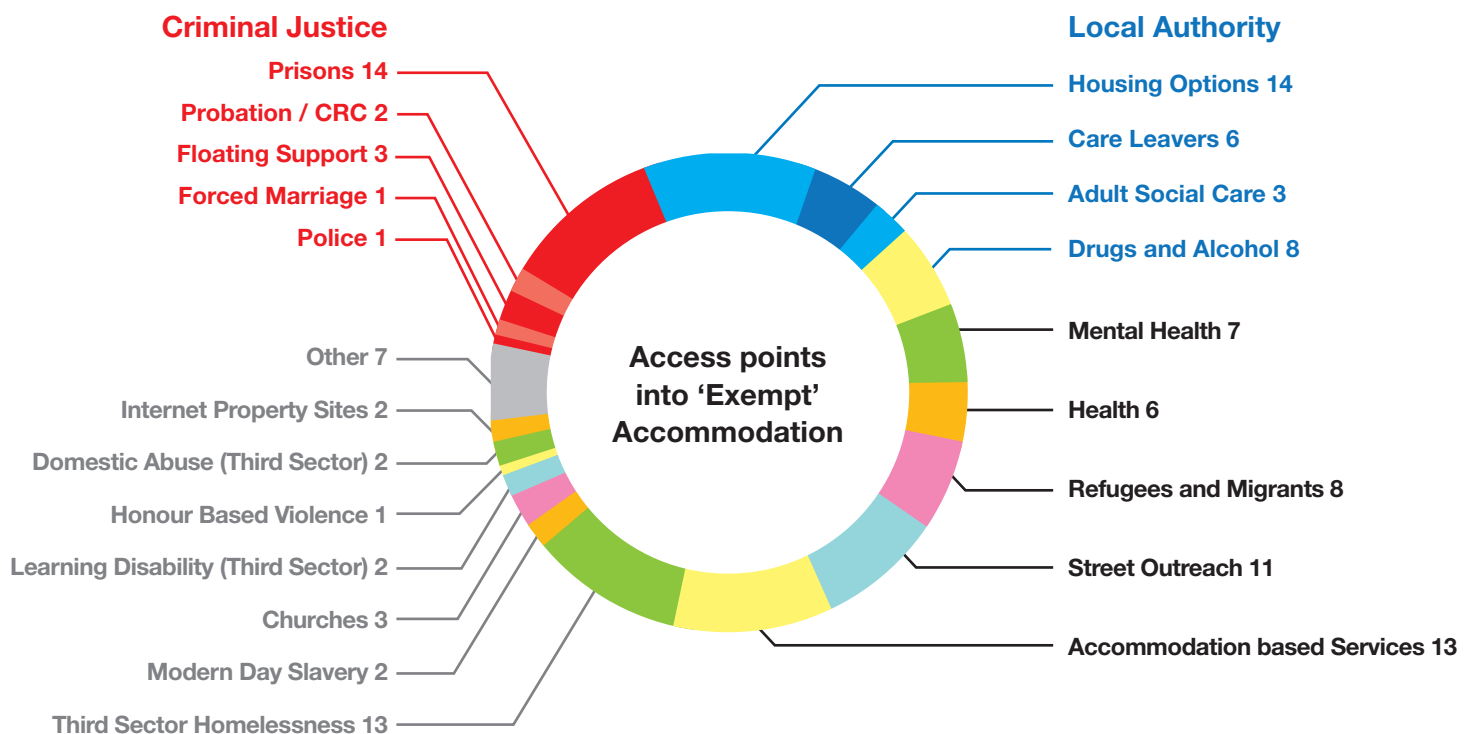 Criminal Justice
Prisons 14
Probation / CRC 2
Floating Support 3
Forced Marriage 1
Police 1
Other 7
Internet Property Sites 2
Domestic Abuse (Third Sector) 2
Honour Based Violence 1
Learning Disability (Third Sector) 2
Churches 3
Modern Day Slavery 2
Third Sector Homelessness 13
Access points
into ‘Exempt’
Accommodation
Local Authority
Housing Options 14
Care Leavers 6
Adult Social Care 3
Drugs and Alcohol 8
Mental Health 7
Health 6
Refugees and Migrants 8
Street Outreach 11
Accommodation based Services 13